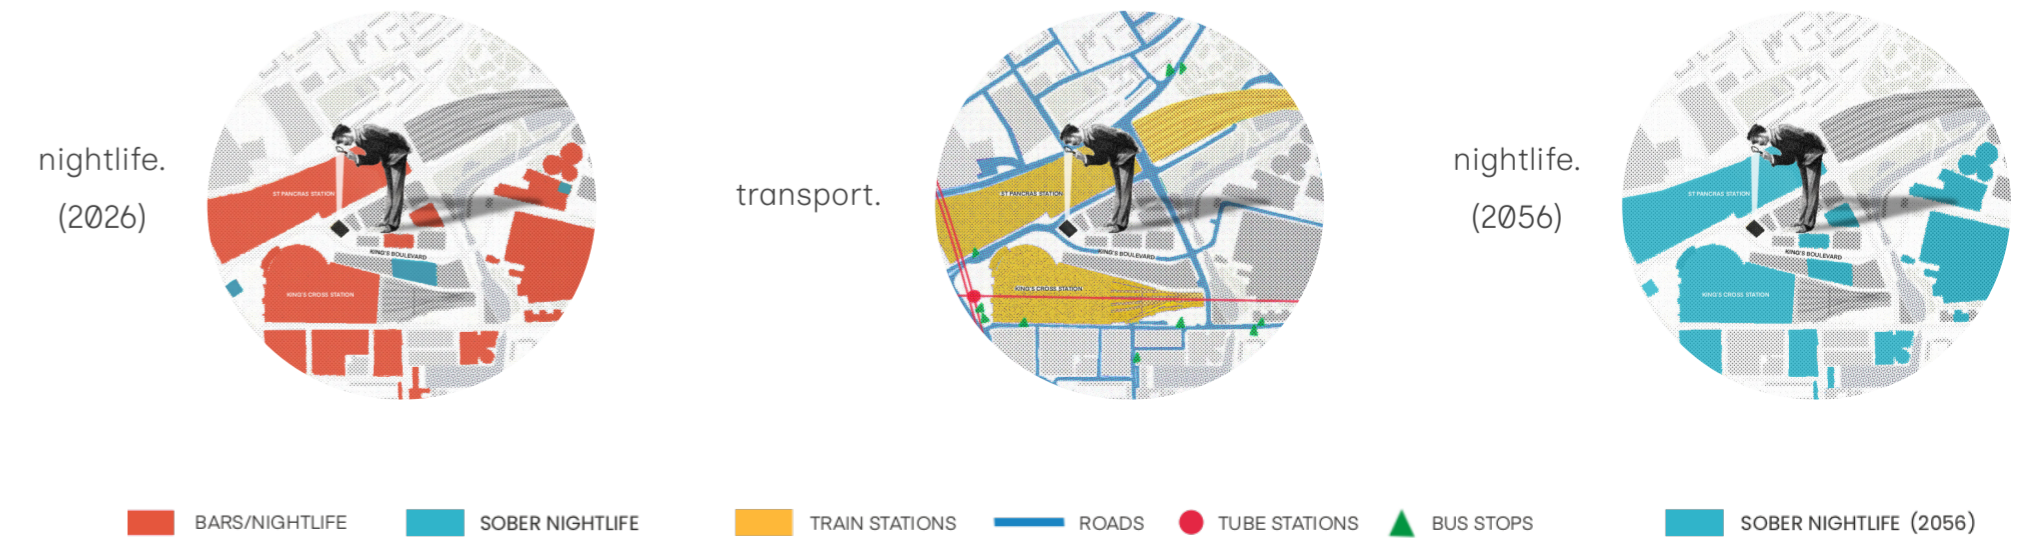 nightlife.
(2026)
ST PANCRAS STATION
KING'S BOULEVARD
KING'S CROSS STATION
transport.
ST PANCRAS STATION
KING'S BOULEVARD
KING'S CROSS STATION
nightlife.
(2056)
ST PANCRAS STATION
KING'S BOULEVARD
KING'S CROSS STATION
BARS/NIGHTLIFE
SOBER NIGHTLIFE
TRAIN STATIONS
ROADS
TUBE STATIONS
BUS STOPS
SOBER NIGHTLIFE (2056)